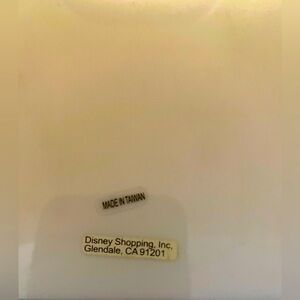 MADE IN TAIWAN
Disney Shopping, Inc,
Glendale, CA 91201